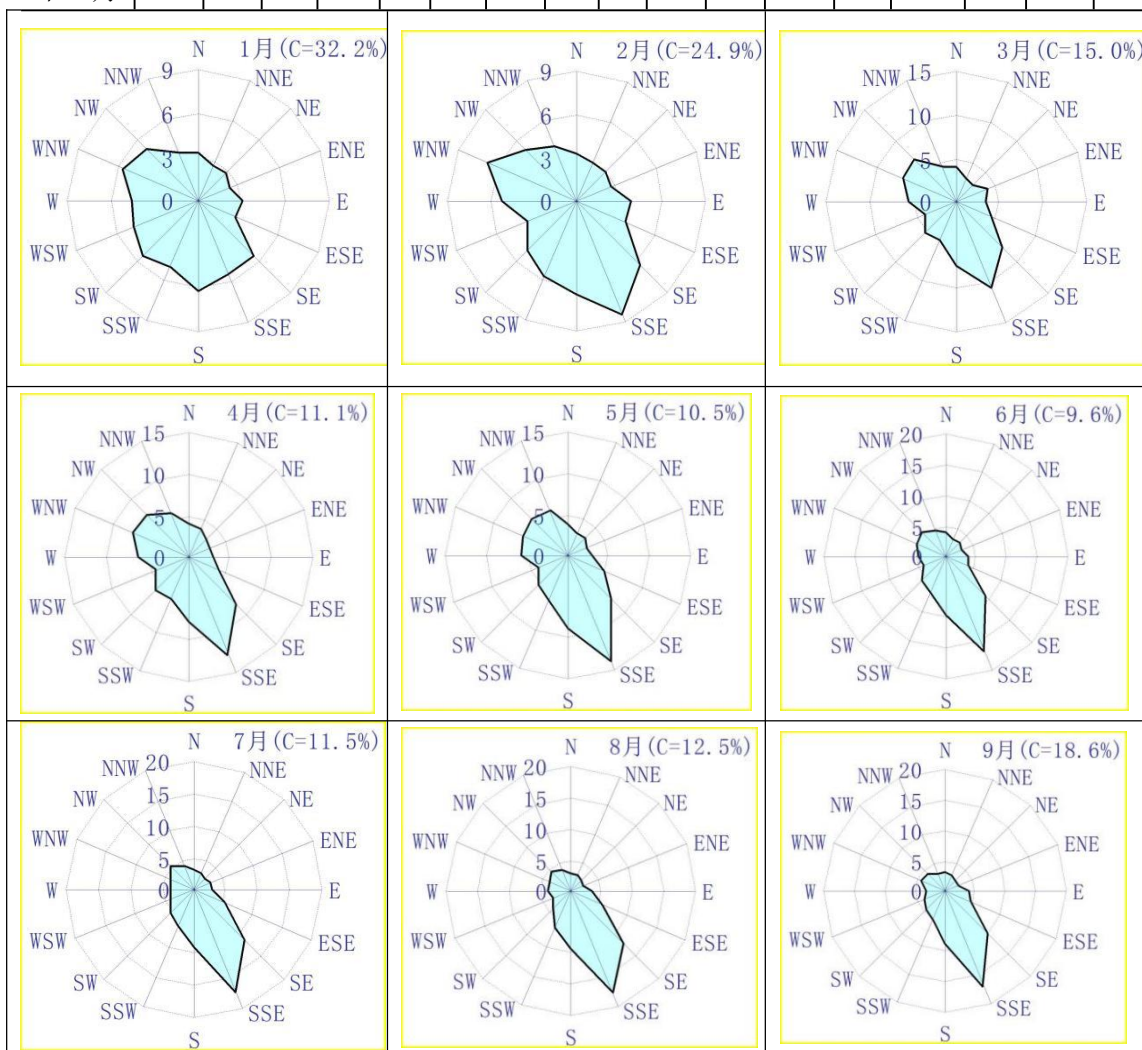 N 1月(C=32.2%)
NNW 9 NNE
NW 6 NE
WNW 3 ENE
W 0 E
WSW ESE
SW SE
SSW SSE
S
N 2月(C=24.9%)
NNW 9 NNE
NW 6 NE
WNW 3 ENE
W 0 E
WSW ESE
SW SE
SSW SSE
S
N 3月(C=15.0%)
NNW 15 NNE
NW 10 NE
WNW 5 ENE
W 0 E
WSW ESE
SW SE
SSW SSE
S
N 4月(C=11.1%)
NNW 15 NNE
NW 10 NE
WNW 5 ENE
W 0 E
WSW ESE
SW SE
SSW SSE
S
N 5月(C=10.5%)
NNW 15 NNE
NW 10 NE
WNW 5 ENE
W 0 E
WSW ESE
SW SE
SSW SSE
S
N 6月(C=9.6%)
NNW 20 NNE
NW 15 NE
WNW 10 ENE
5
W 0 E
WSW ESE
SW SE
SSW SSE
S
N 7月(C=11.5%)
NNW 20 NNE
NW 15 NE
WNW 10 ENE
5
W 0 E
WSW ESE
SW SE
SSW SSE
S
N 8月(C=12.5%)
NNW 20 NNE
NW 15 NE
WNW 10 ENE
5
W 0 E
WSW ESE
SW SE
SSW SSE
S
N 9月(C=18.6%)
NNW 20 NNE
NW 15 NE
WNW 10 ENE
5
W 0 E
WSW ESE
SW SE
SSW SSE
S